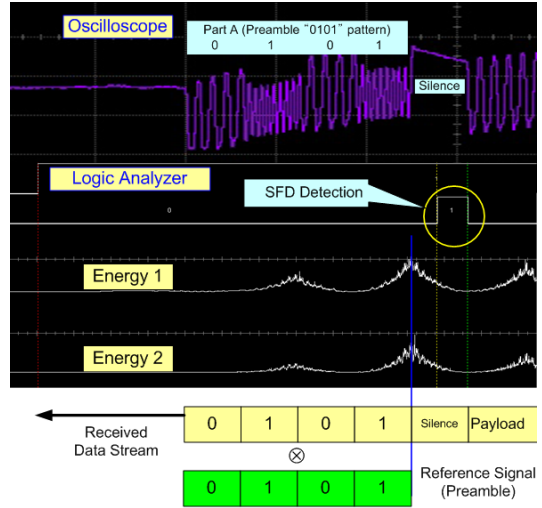 Oscilloscope
Part A (Preamble "0101" pattern)
0 1 0 1
Silence
Logic Analyzer
SFD Detection
0
1
Energy 1
Energy 2
0 1 0 1 Silence Payload
Received
Data Stream
⊗
0 1 0 1
Reference Signal
(Preamble)